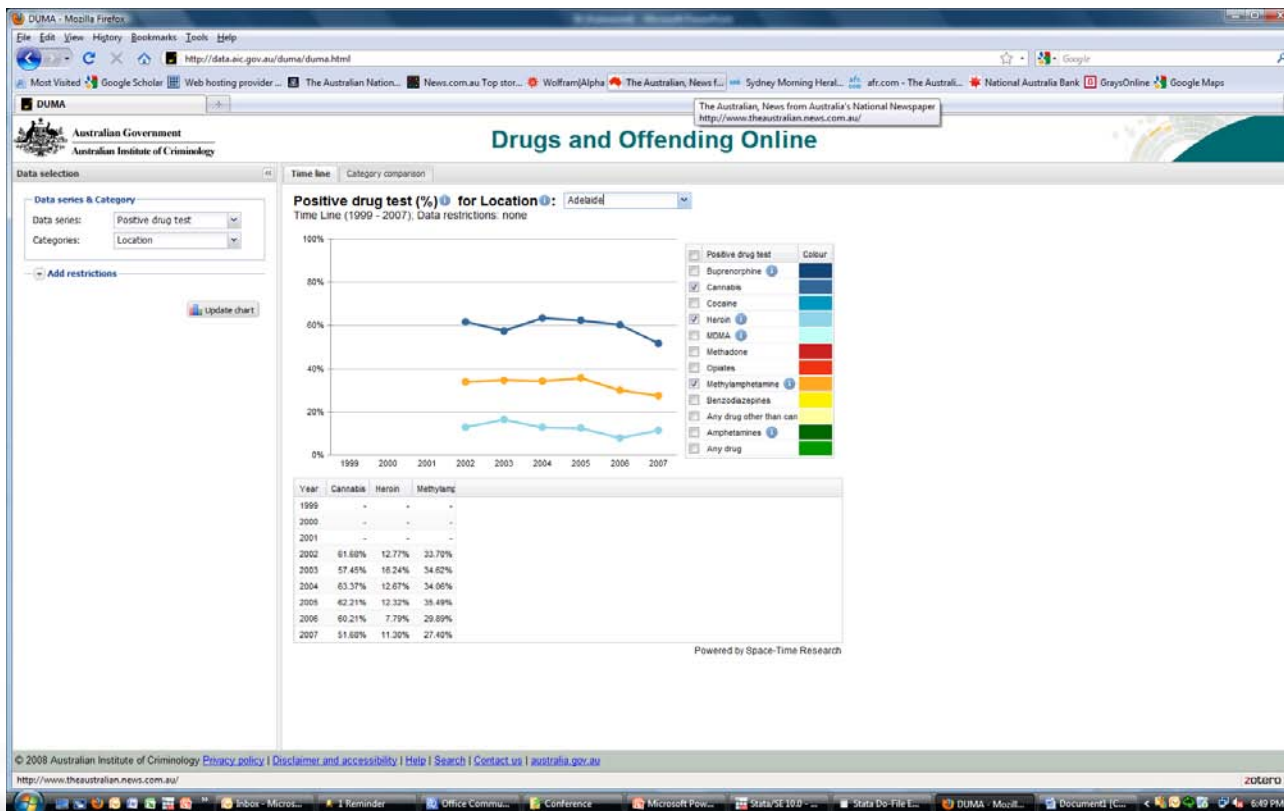 DUMA - Mozilla Firefox
File Edit View History Bookmarks Tools Help
http://data.aic.gov.au/duma/duma.html
Google
Most Visited Google Scholar Web hosting provider ... The Australian Nation... News.com.au Top stor... Wolfram|Alpha The Australian, News f... Sydney Morning Heral... afr.com - The Australi... National Australia Bank GraysOnline Google Maps
DUMA
The Australian, News from Australia's National Newspaper
http://www.theaustralian.news.com.au/
Australian Government
Australian Institute of Criminology
Drugs and Offending Online
Data selection
Time line Category comparison
Data series & Category
Data series: Positive drug test
Categories: Location
Add restrictions
Update chart
Positive drug test (%) for Location: Adelaide
Time Line (1999 - 2007); Data restrictions: none
100%
80%
60%
40%
20%
0%
1999 2000 2001 2002 2003 2004 2005 2006 2007
Positive drug test Colour
Buprenorphine
Cannabis
Cocaine
Heroin
MDMA
Methadone
Opiates
Methylamphetamine
Benzodiazepines
Any drug other than can
Amphetamines
Any drug
Year Cannabis Heroin Methylamp
1999 - - -
2000 - - -
2001 - - -
2002 61.68% 12.77% 33.70%
2003 57.45% 16.24% 34.62%
2004 63.37% 12.67% 34.06%
2005 62.21% 12.32% 35.49%
2006 60.21% 7.79% 29.89%
2007 51.68% 11.30% 27.40%
Powered by Space-Time Research
© 2008 Australian Institute of Criminology Privacy policy | Disclaimer and accessibility | Help | Search | Contact us | australia.gov.au
http://www.theaustralian.news.com.au/
zotero
Inbox - Micros... 1 Reminder Office Commu... Conference Microsoft Pow... Stata/SE 10.0 - ... Stata Do-File E... DUMA - Mozill... Document1 [C... 6:46 PM